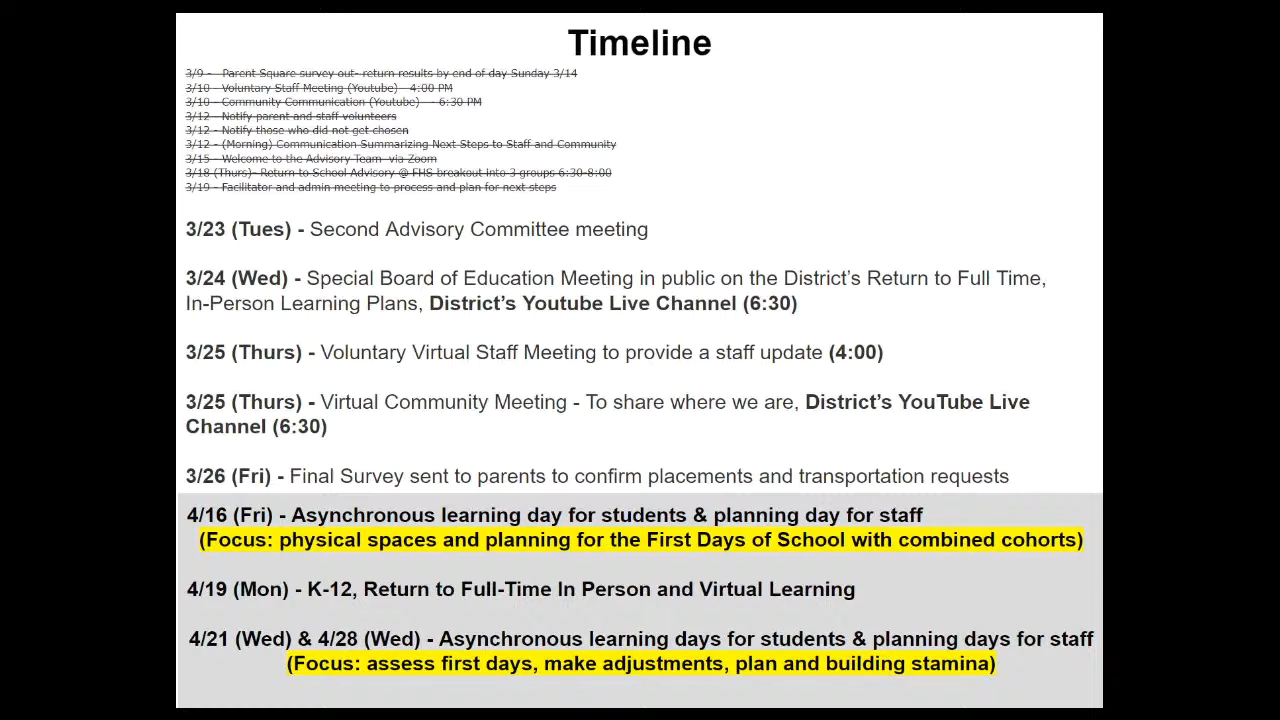 Timeline
3/9 - Parent Square survey out- return results by end of day Sunday 3/14
3/10 - Voluntary Staff Meeting (Youtube) - 4:00 PM
3/10 - Community Communication (Youtube) - - 6:30 PM
3/12 - Notify parent and staff volunteers
3/12 - Notify those who did not get chosen
3/12 - (Morning) Communication Summarizing Next Steps to Staff and Community
3/15 - Welcome to the Advisory Team via Zoom
3/18 (Thurs)- Return to School Advisory @ FHS breakout into 3 groups 6:30-8:00
3/19 - Facilitator and admin meeting to process and plan for next steps
3/23 (Tues) - Second Advisory Committee meeting
3/24 (Wed) - Special Board of Education Meeting in public on the District's Return to Full Time,
In-Person Learning Plans, District's Youtube Live Channel (6:30)
3/25 (Thurs) - Voluntary Virtual Staff Meeting to provide a staff update (4:00)
3/25 (Thurs) - Virtual Community Meeting - To share where we are, District's YouTube Live
Channel (6:30)
3/26 (Fri) - Final Survey sent to parents to confirm placements and transportation requests
4/16 (Fri) - Asynchronous learning day for students & planning day for staff
(Focus: physical spaces and planning for the First Days of School with combined cohorts)
4/19 (Mon) - K-12, Return to Full-Time In Person and Virtual Learning
4/21 (Wed) & 4/28 (Wed) - Asynchronous learning days for students & planning days for staff
(Focus: assess first days, make adjustments, plan and building stamina)